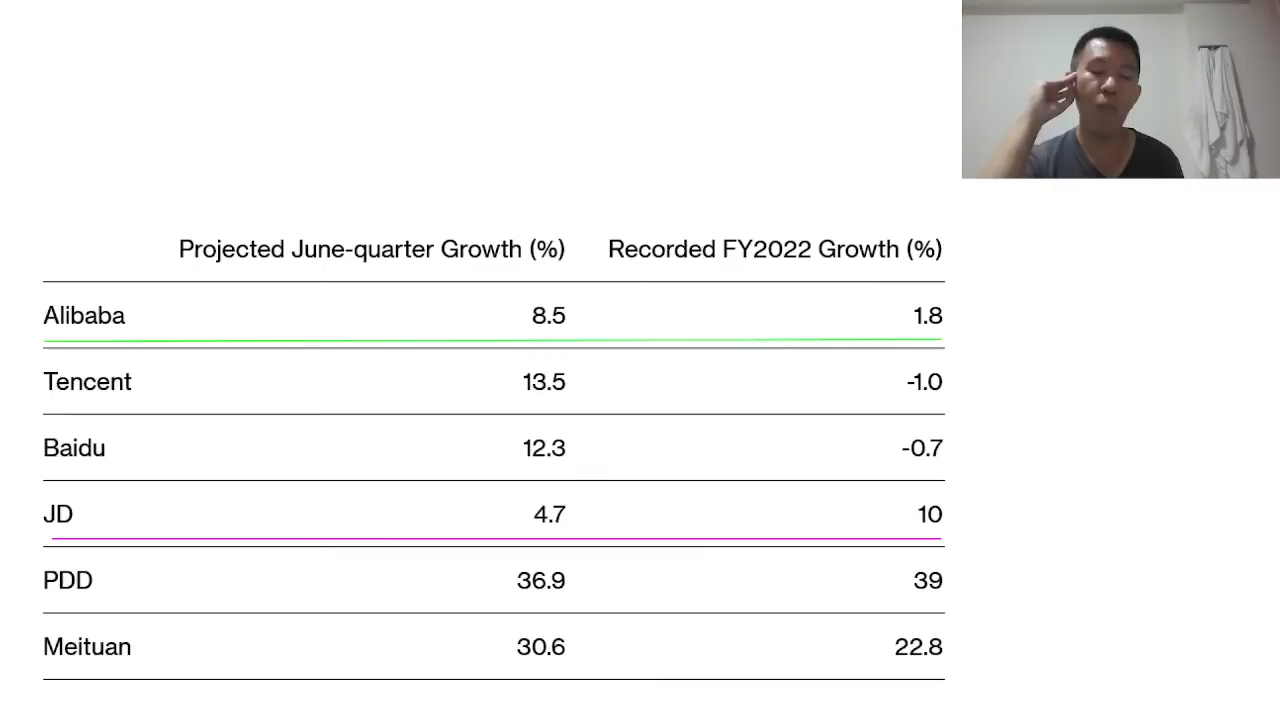 Projected June-quarter Growth (%) Recorded FY2022 Growth (%)
Alibaba 8.5 1.8
Tencent 13.5 -1.0
Baidu 12.3 -0.7
JD 4.7 10
PDD 36.9 39
Meituan 30.6 22.8